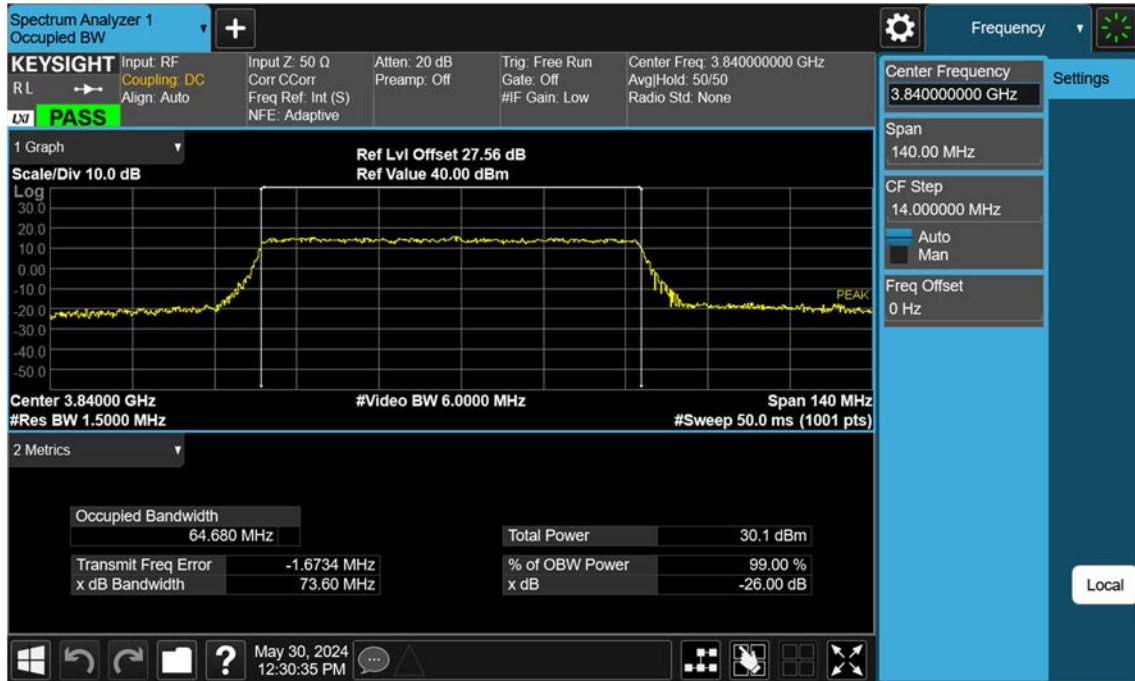 Spectrum Analyzer 1
Occupied BW
+
Frequency
KEYSIGHT
R L
LXI
PASS
Input: RF
Coupling: DC
Align: Auto
Input Z: 50 Ω
Corr CCorr
Freq Ref: Int (S)
NFE: Adaptive
Atten: 20 dB
Preamp: Off
Trig: Free Run
Gate: Off
#IF Gain: Low
Center Freq: 3.840000000 GHz
Avg|Hold: 50/50
Radio Std: None
Center Frequency
3.840000000 GHz
Settings
Span
140.00 MHz
CF Step
14.000000 MHz
Auto
Man
Freq Offset
0 Hz
Local
1 Graph
Scale/Div 10.0 dB
Ref Lvl Offset 27.56 dB
Ref Value 40.00 dBm
Log
30.0
20.0
10.0
0.00
-10.0
-20.0
-30.0
-40.0
-50.0
PEAK
Center 3.84000 GHz
#Video BW 6.0000 MHz
Span 140 MHz
#Res BW 1.5000 MHz
#Sweep 50.0 ms (1001 pts)
2 Metrics
Occupied Bandwidth
64.680 MHz
Total Power 30.1 dBm
Transmit Freq Error -1.6734 MHz
% of OBW Power 99.00 %
x dB Bandwidth 73.60 MHz
x dB -26.00 dB
?
May 30, 2024
12:30:35 PM